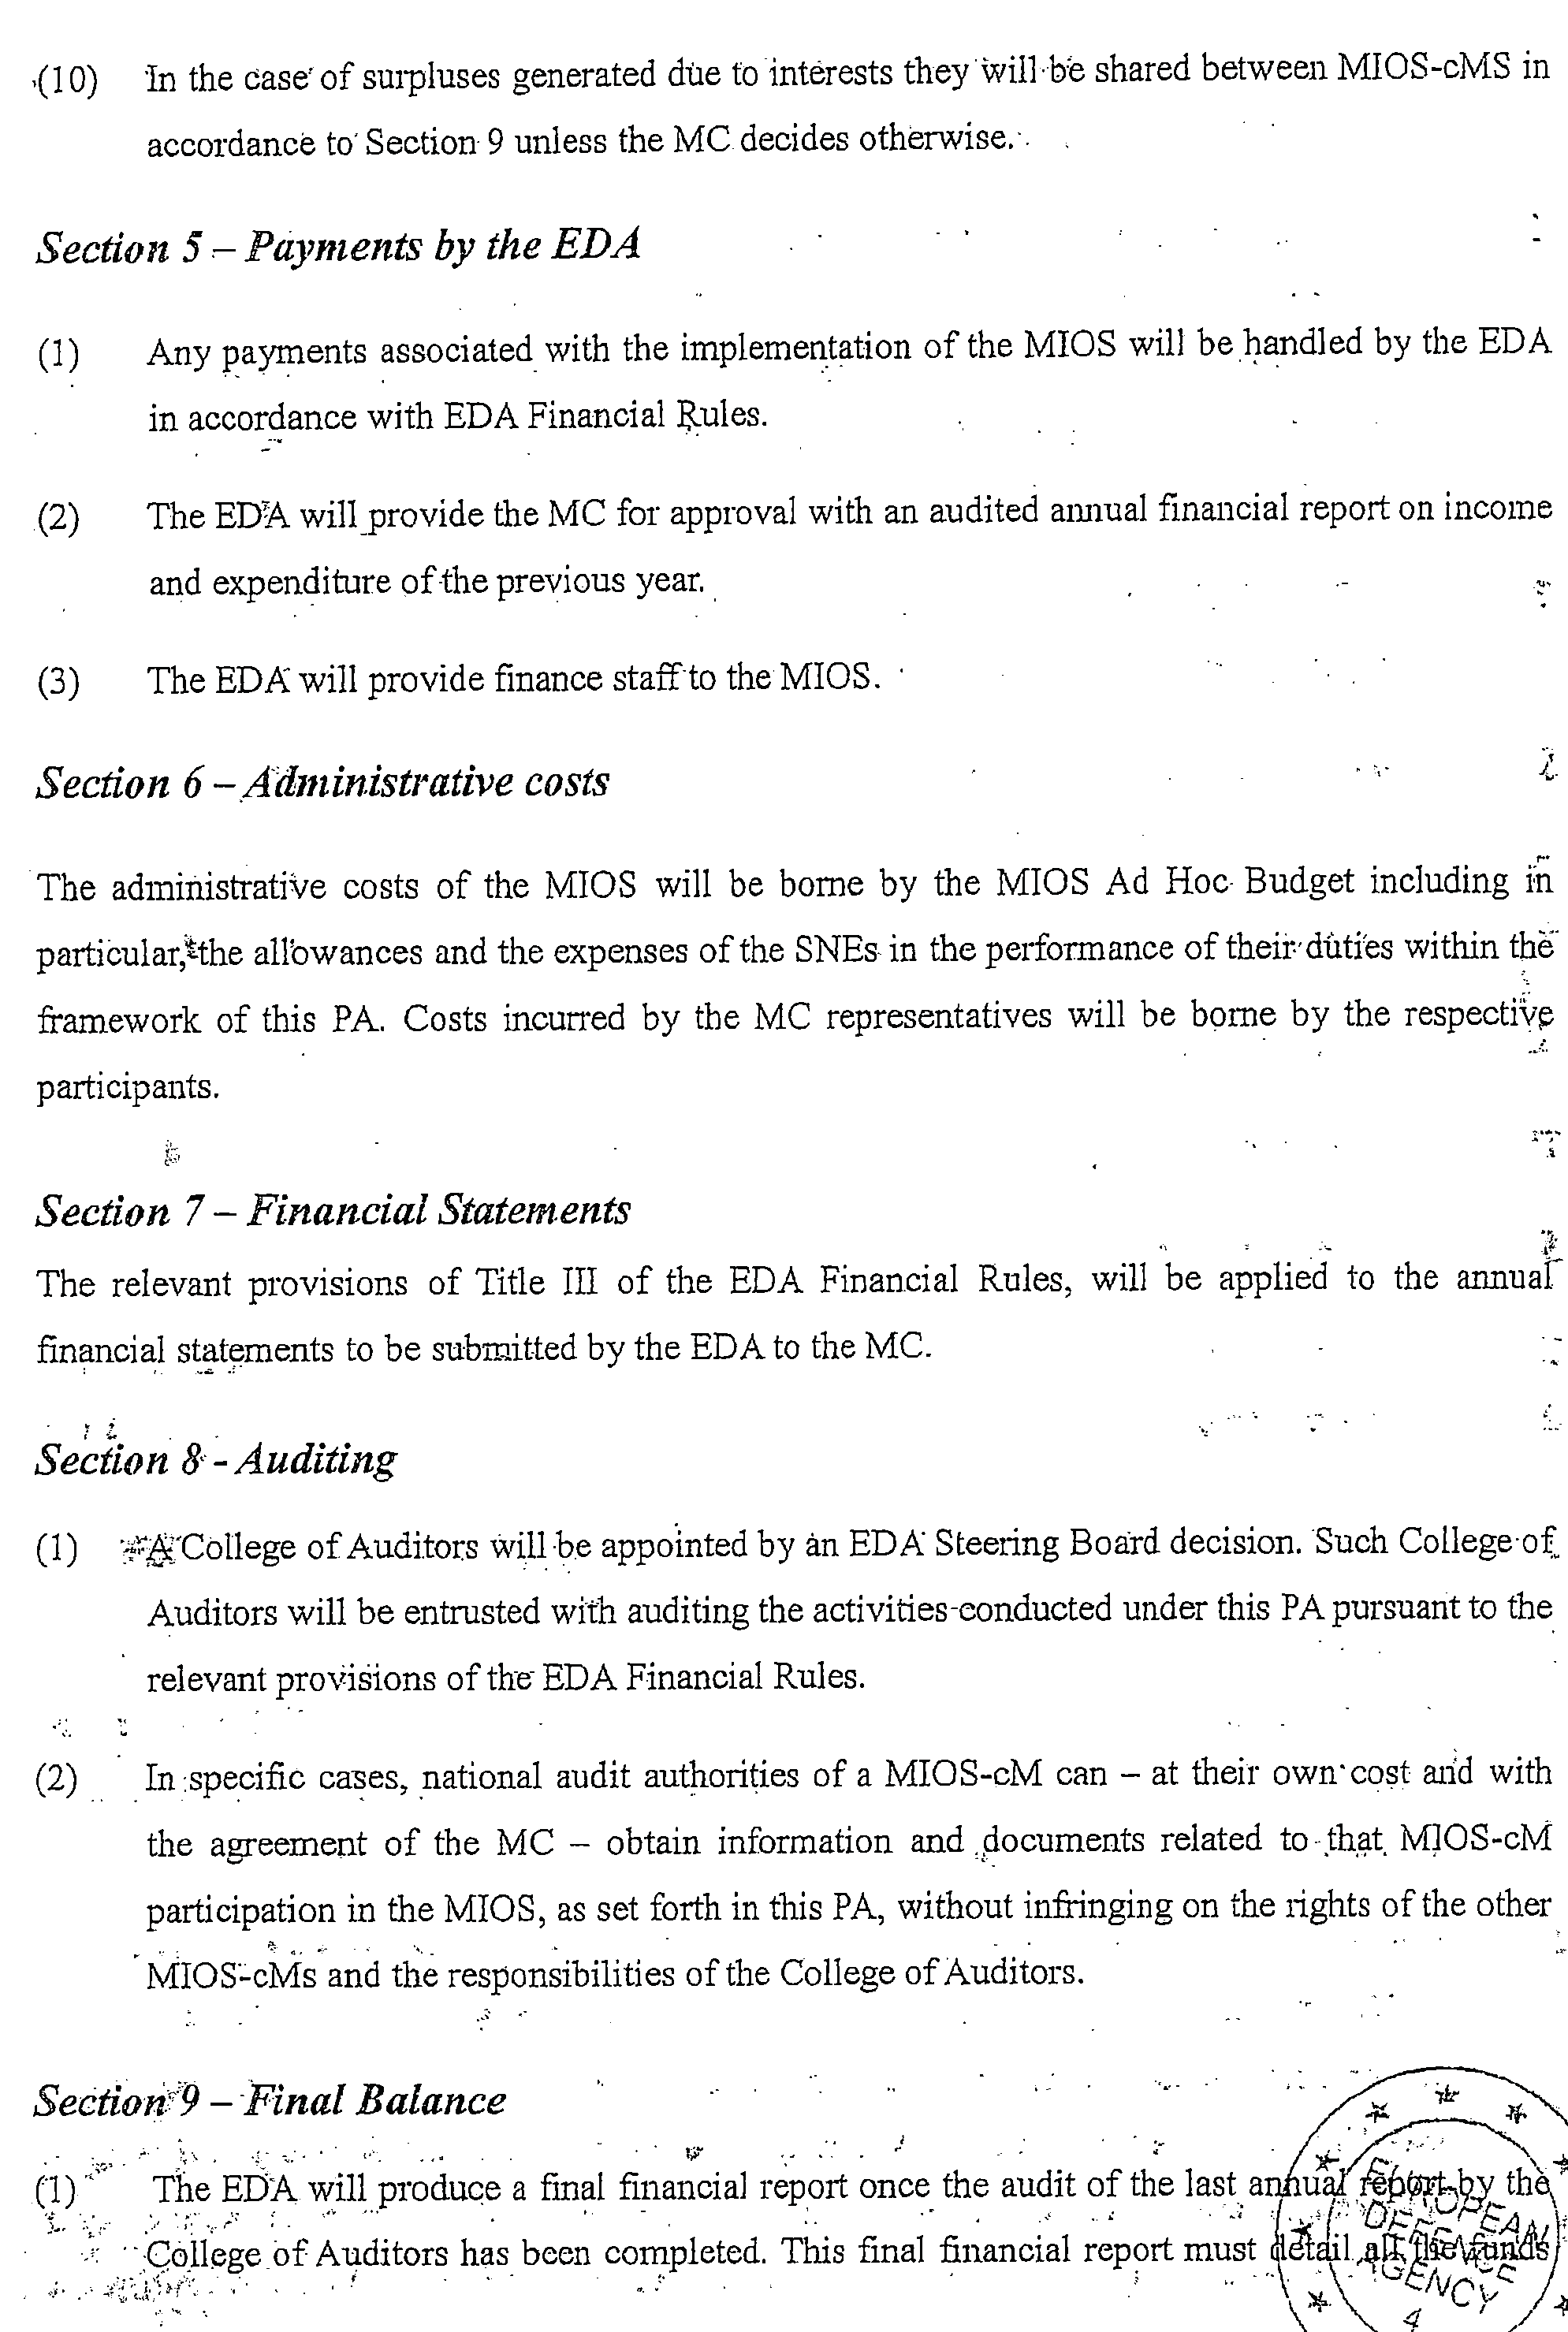 (10) In the case of surpluses generated due to interests they will be shared between MIOS-cMS in
accordance to Section 9 unless the MC decides otherwise.
Section 5 – Payments by the EDA
(1) Any payments associated with the implementation of the MIOS will be handled by the EDA
in accordance with EDA Financial Rules.
(2) The EDA will provide the MC for approval with an audited annual financial report on income
and expenditure of the previous year.
(3) The EDA will provide finance staff to the MIOS.
Section 6 – Administrative costs
The administrative costs of the MIOS will be borne by the MIOS Ad Hoc Budget including in
particular, the allowances and the expenses of the SNEs in the performance of their duties within the
framework of this PA. Costs incurred by the MC representatives will be borne by the respective
participants.
Section 7 – Financial Statements
The relevant provisions of Title III of the EDA Financial Rules, will be applied to the annual
financial statements to be submitted by the EDA to the MC.
Section 8 - Auditing
(1) A College of Auditors will be appointed by an EDA Steering Board decision. Such College of
Auditors will be entrusted with auditing the activities conducted under this PA pursuant to the
relevant provisions of the EDA Financial Rules.
(2) In specific cases, national audit authorities of a MIOS-cM can – at their own cost and with
the agreement of the MC – obtain information and documents related to that MIOS-cM
participation in the MIOS, as set forth in this PA, without infringing on the rights of the other
MIOS-cMs and the responsibilities of the College of Auditors.
Section 9 – Final Balance
(1) The EDA will produce a final financial report once the audit of the last annual report by the
College of Auditors has been completed. This final financial report must detail all the funds
EUROPEAN
DEFENCE
AGENCY
4